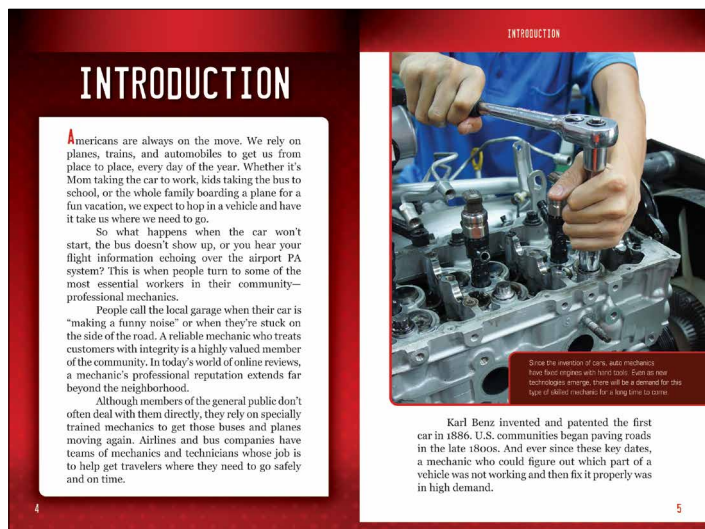 INTRODUCTION
Americans are always on the move. We rely on
planes, trains, and automobiles to get us from
place to place, every day of the year. Whether it's
Mom taking the car to work, kids taking the bus to
school, or the whole family boarding a plane for a
fun vacation, we expect to hop in a vehicle and have
it take us where we need to go.
So what happens when the car won't
start, the bus doesn't show up, or you hear your
flight information echoing over the airport PA
system? This is when people turn to some of the
most essential workers in their community—
professional mechanics.
People call the local garage when their car is
"making a funny noise" or when they're stuck on
the side of the road. A reliable mechanic who treats
customers with integrity is a highly valued member
of the community. In today's world of online reviews,
a mechanic's professional reputation extends far
beyond the neighborhood.
Although members of the general public don't
often deal with them directly, they rely on specially
trained mechanics to get those buses and planes
moving again. Airlines and bus companies have
teams of mechanics and technicians whose job is
to help get travelers where they need to go safely
and on time.
4
INTRODUCTION
Since the invention of cars, auto mechanics
have fixed engines with hand tools. Even as new
technologies emerge, there will be a demand for this
type of skilled mechanic for a long time to come.
Karl Benz invented and patented the first
car in 1886. U.S. communities began paving roads
in the late 1800s. And ever since these key dates,
a mechanic who could figure out which part of a
vehicle was not working and then fix it properly was
in high demand.
5